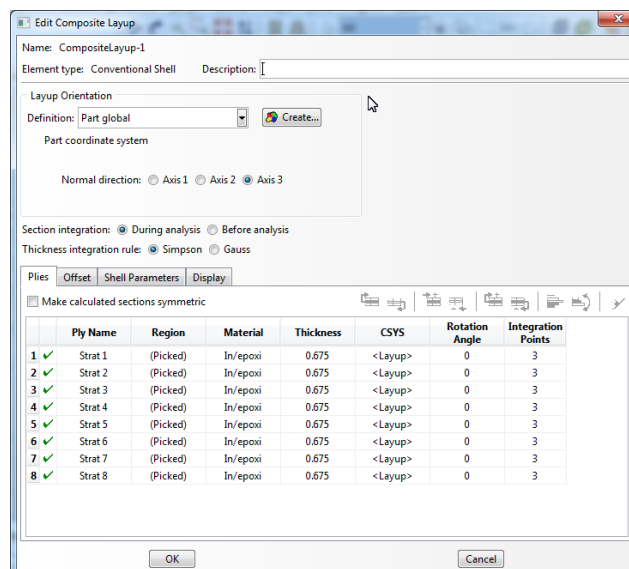 Edit Composite Layup
Name: CompositeLayup-1
Element type: Conventional Shell Description:
Layup Orientation
Definition: Part global Create...
Part coordinate system
Normal direction: Axis 1 Axis 2 Axis 3
Section integration: During analysis Before analysis
Thickness integration rule: Simpson Gauss
Plies Offset Shell Parameters Display
Make calculated sections symmetric
Ply Name Region Material Thickness CSYS Rotation Angle Integration Points
1 Strat 1 (Picked) In/epoxi 0.675 <Layup> 0 3
2 Strat 2 (Picked) In/epoxi 0.675 <Layup> 0 3
3 Strat 3 (Picked) In/epoxi 0.675 <Layup> 0 3
4 Strat 4 (Picked) In/epoxi 0.675 <Layup> 0 3
5 Strat 5 (Picked) In/epoxi 0.675 <Layup> 0 3
6 Strat 6 (Picked) In/epoxi 0.675 <Layup> 0 3
7 Strat 7 (Picked) In/epoxi 0.675 <Layup> 0 3
8 Strat 8 (Picked) In/epoxi 0.675 <Layup> 0 3
OK Cancel